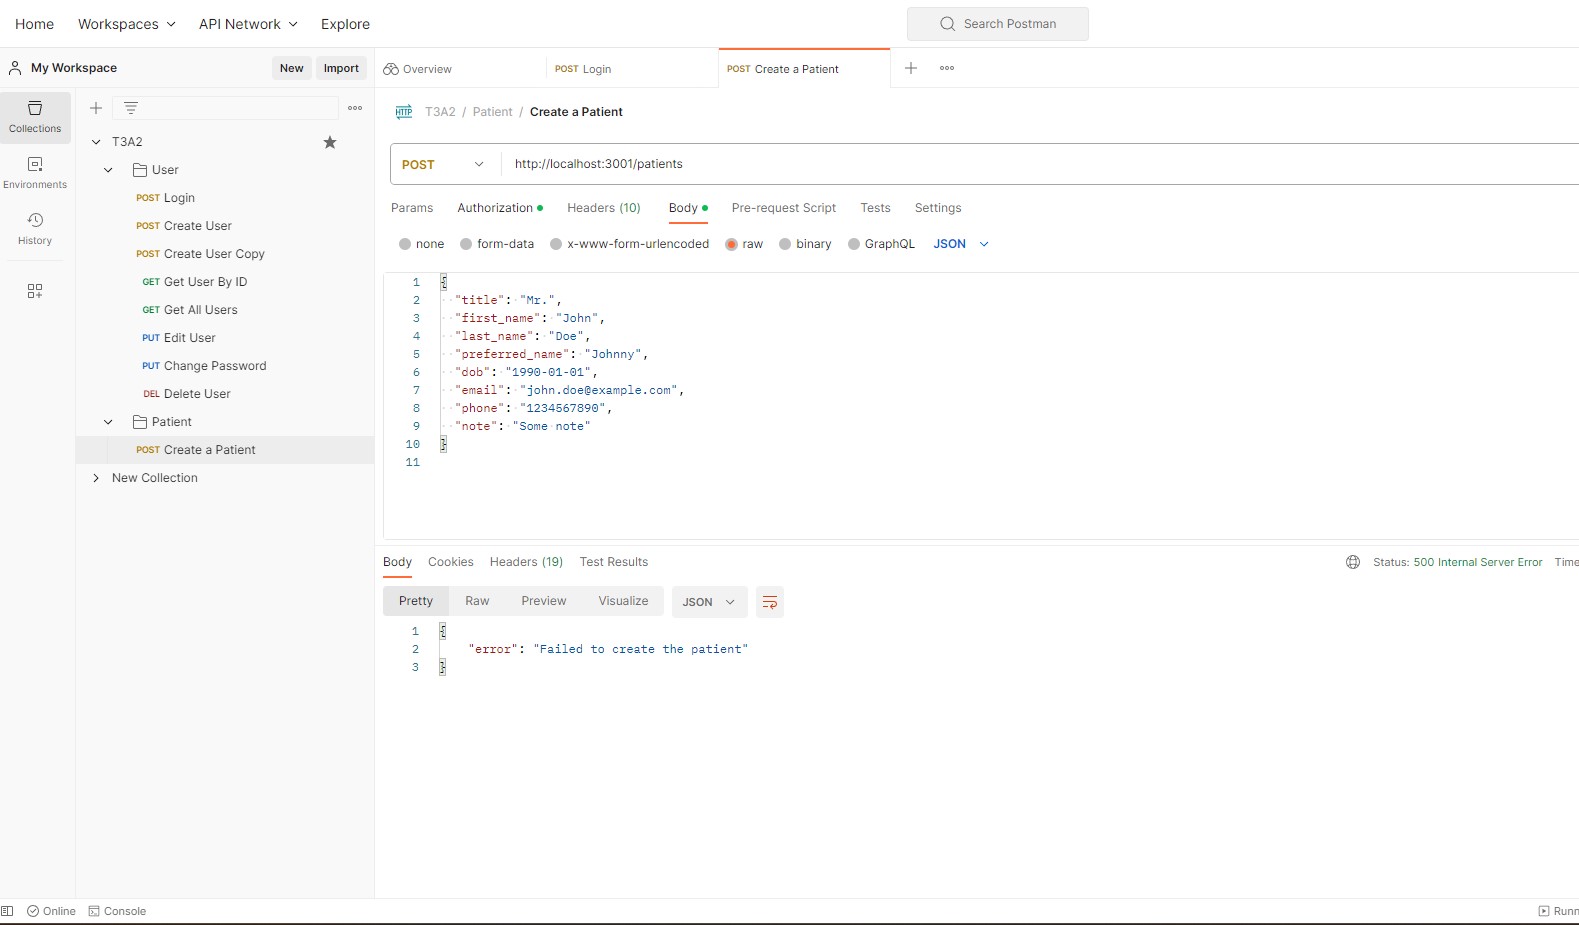 Home Workspaces API Network Explore Search Postman
My Workspace New Import
Overview POST Login POST Create a Patient
Collections
Environments
History
T3A2
User
POST Login
POST Create User
POST Create User Copy
GET Get User By ID
GET Get All Users
PUT Edit User
PUT Change Password
DEL Delete User
Patient
POST Create a Patient
New Collection
HTTP T3A2 / Patient / Create a Patient
POST http://localhost:3001/patients
Params Authorization Headers (10) Body Pre-request Script Tests Settings
none form-data x-www-form-urlencoded raw binary GraphQL JSON
1 {
2 "title": "Mr.",
3 "first_name": "John",
4 "last_name": "Doe",
5 "preferred_name": "Johnny",
6 "dob": "1990-01-01",
7 "email": "john.doe@example.com",
8 "phone": "1234567890",
9 "note": "Some note"
10 }
11
Body Cookies Headers (19) Test Results Status: 500 Internal Server Error Time
Pretty Raw Preview Visualize JSON
1 {
2 "error": "Failed to create the patient"
3 }
Online Console Runn